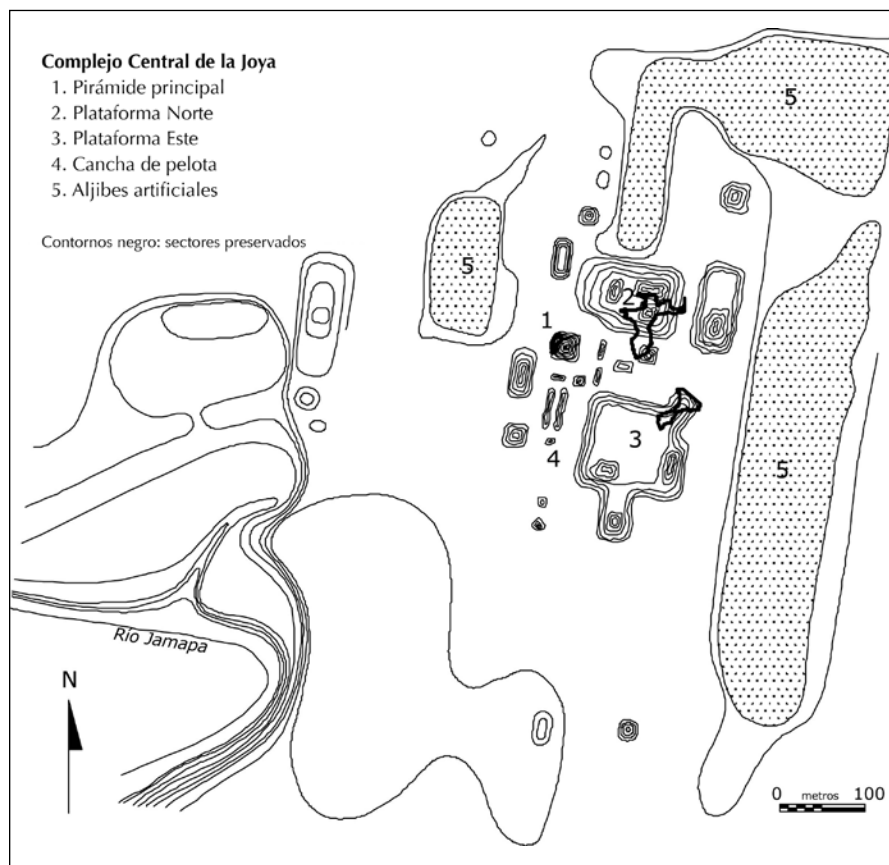 Complejo Central de la Joya
1. Pirámide principal
2. Plataforma Norte
3. Plataforma Este
4. Cancha de pelota
5. Aljibes artificiales
Contornos negro: sectores preservados
5
5
2
1
3
4
5
Río Jamapa
N
0 metros 100